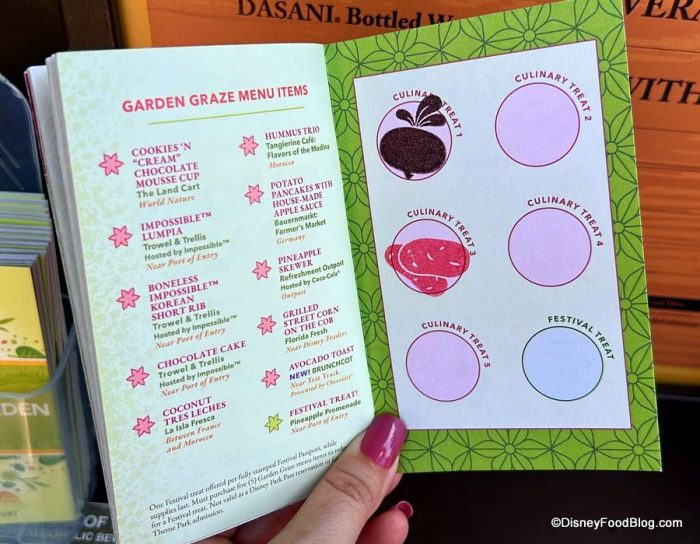 DASANI® Bottled
GARDEN GRAZE MENU ITEMS
COOKIES 'N
"CREAM"
CHOCOLATE
MOUSSE CUP
The Land Cart
World Nature
IMPOSSIBLE™
LUMPIA
Trowel & Trellis
Hosted by Impossible™
Near Port of Entry
BONELESS
IMPOSSIBLE™
KOREAN
SHORT RIB
Trowel & Trellis
Hosted by Impossible™
Near Port of Entry
CHOCOLATE CAKE
Trowel & Trellis
Hosted by Impossible™
Near Port of Entry
COCONUT
TRES LECHES
La Isla Fresca
Between France
and Morocco
HUMMUS TRIO
Tangierine Café:
Flavors of the Medina
Morocco
POTATO
PANCAKES WITH
HOUSE-MADE
APPLE SAUCE
Bauernmarkt:
Farmer's Market
Germany
PINEAPPLE
SKEWER
Refreshment Outpost
Hosted by Coca-Cola®
Outpost
GRILLED
STREET CORN
ON THE COB
Florida Fresh
Near Disney Traders
AVOCADO TOAST
NEW! BRUNCHCOT
Near Test Track
Presented by Chevrolet®
FESTIVAL TREAT!
Pineapple Promenade
Near Port of Entry
One Festival treat offered per fully stamped Festival Passport, while
supplies last. Must purchase five (5) Garden Graze menu items to
for a Festival treat. Not valid as a Disney Park Pass reservation or
Theme Park admission.
CULINARY TREAT 1
CULINARY TREAT 2
CULINARY TREAT 3
CULINARY TREAT 4
CULINARY TREAT 5
FESTIVAL TREAT
WITH
DEN
PORT
OF
©DisneyFoodBlog.com